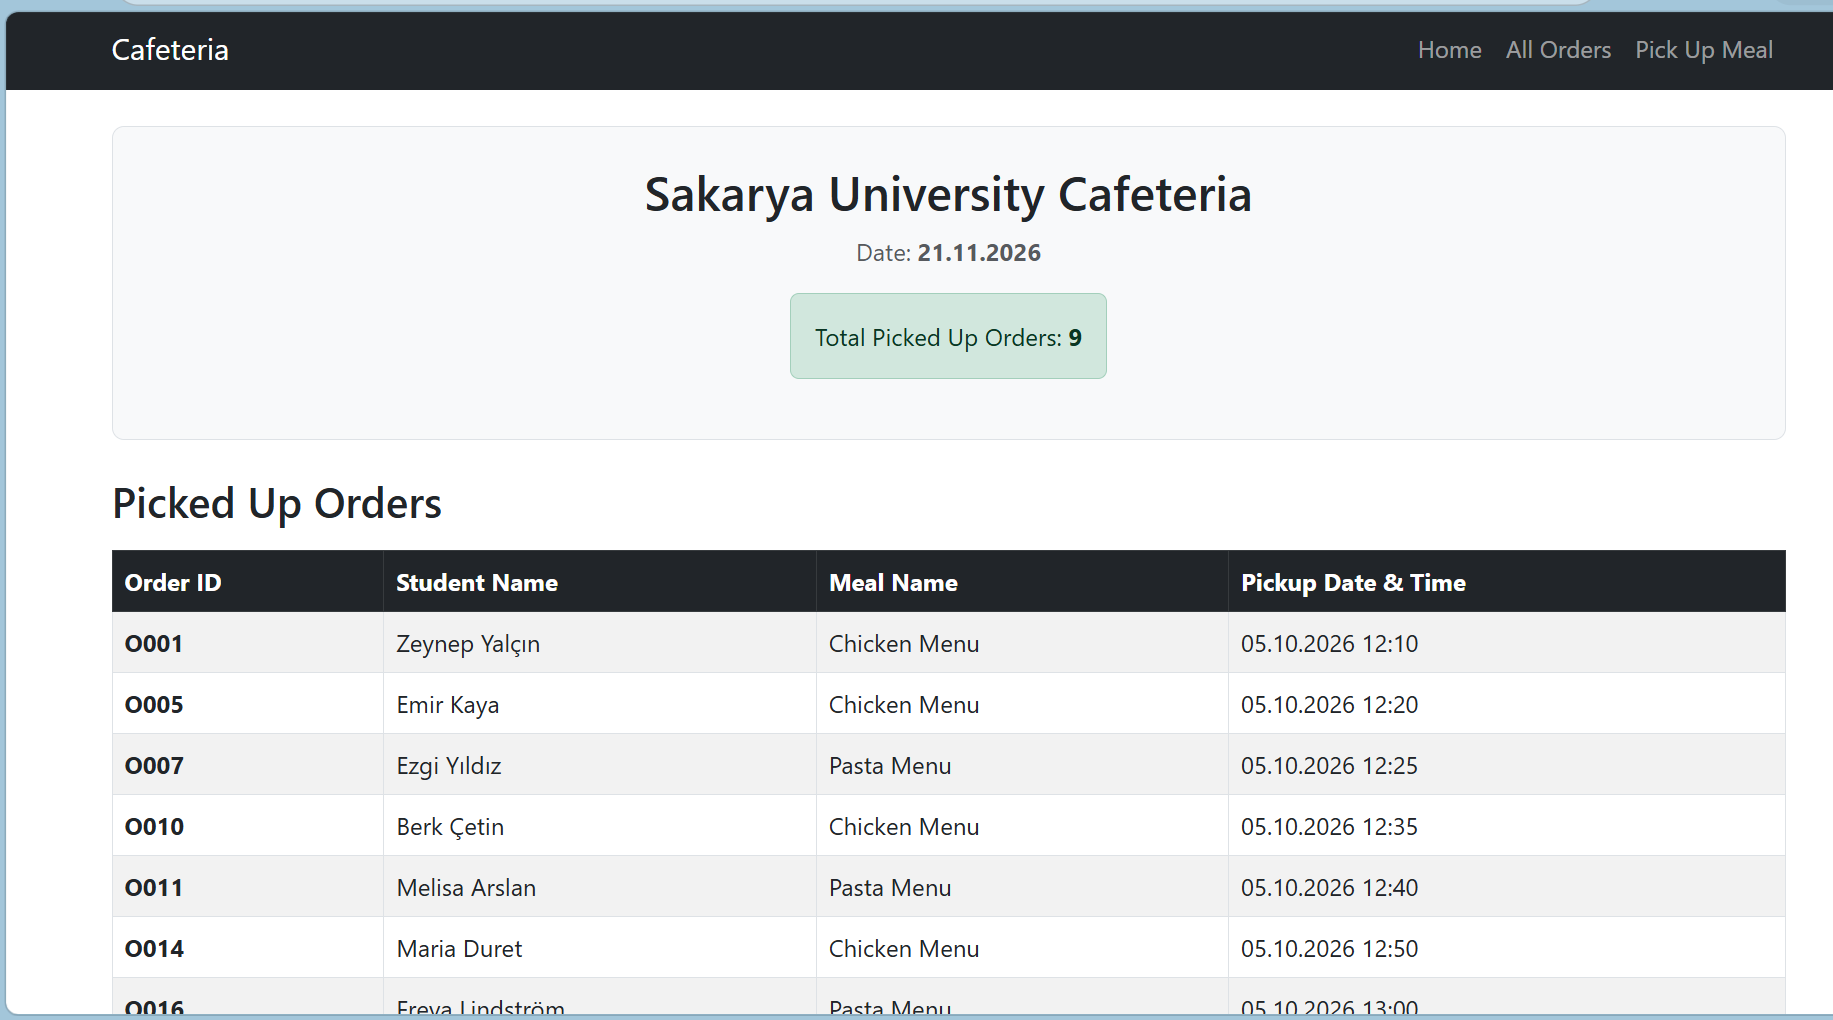 Cafeteria Home All Orders Pick Up Meal
Sakarya University Cafeteria
Date: 21.11.2026
Total Picked Up Orders: 9
Picked Up Orders
Order ID Student Name Meal Name Pickup Date & Time
O001 Zeynep Yalçın Chicken Menu 05.10.2026 12:10
O005 Emir Kaya Chicken Menu 05.10.2026 12:20
O007 Ezgi Yıldız Pasta Menu 05.10.2026 12:25
O010 Berk Çetin Chicken Menu 05.10.2026 12:35
O011 Melisa Arslan Pasta Menu 05.10.2026 12:40
O014 Maria Duret Chicken Menu 05.10.2026 12:50
O016 Freya Lindström Pasta Menu 05.10.2026 13:00